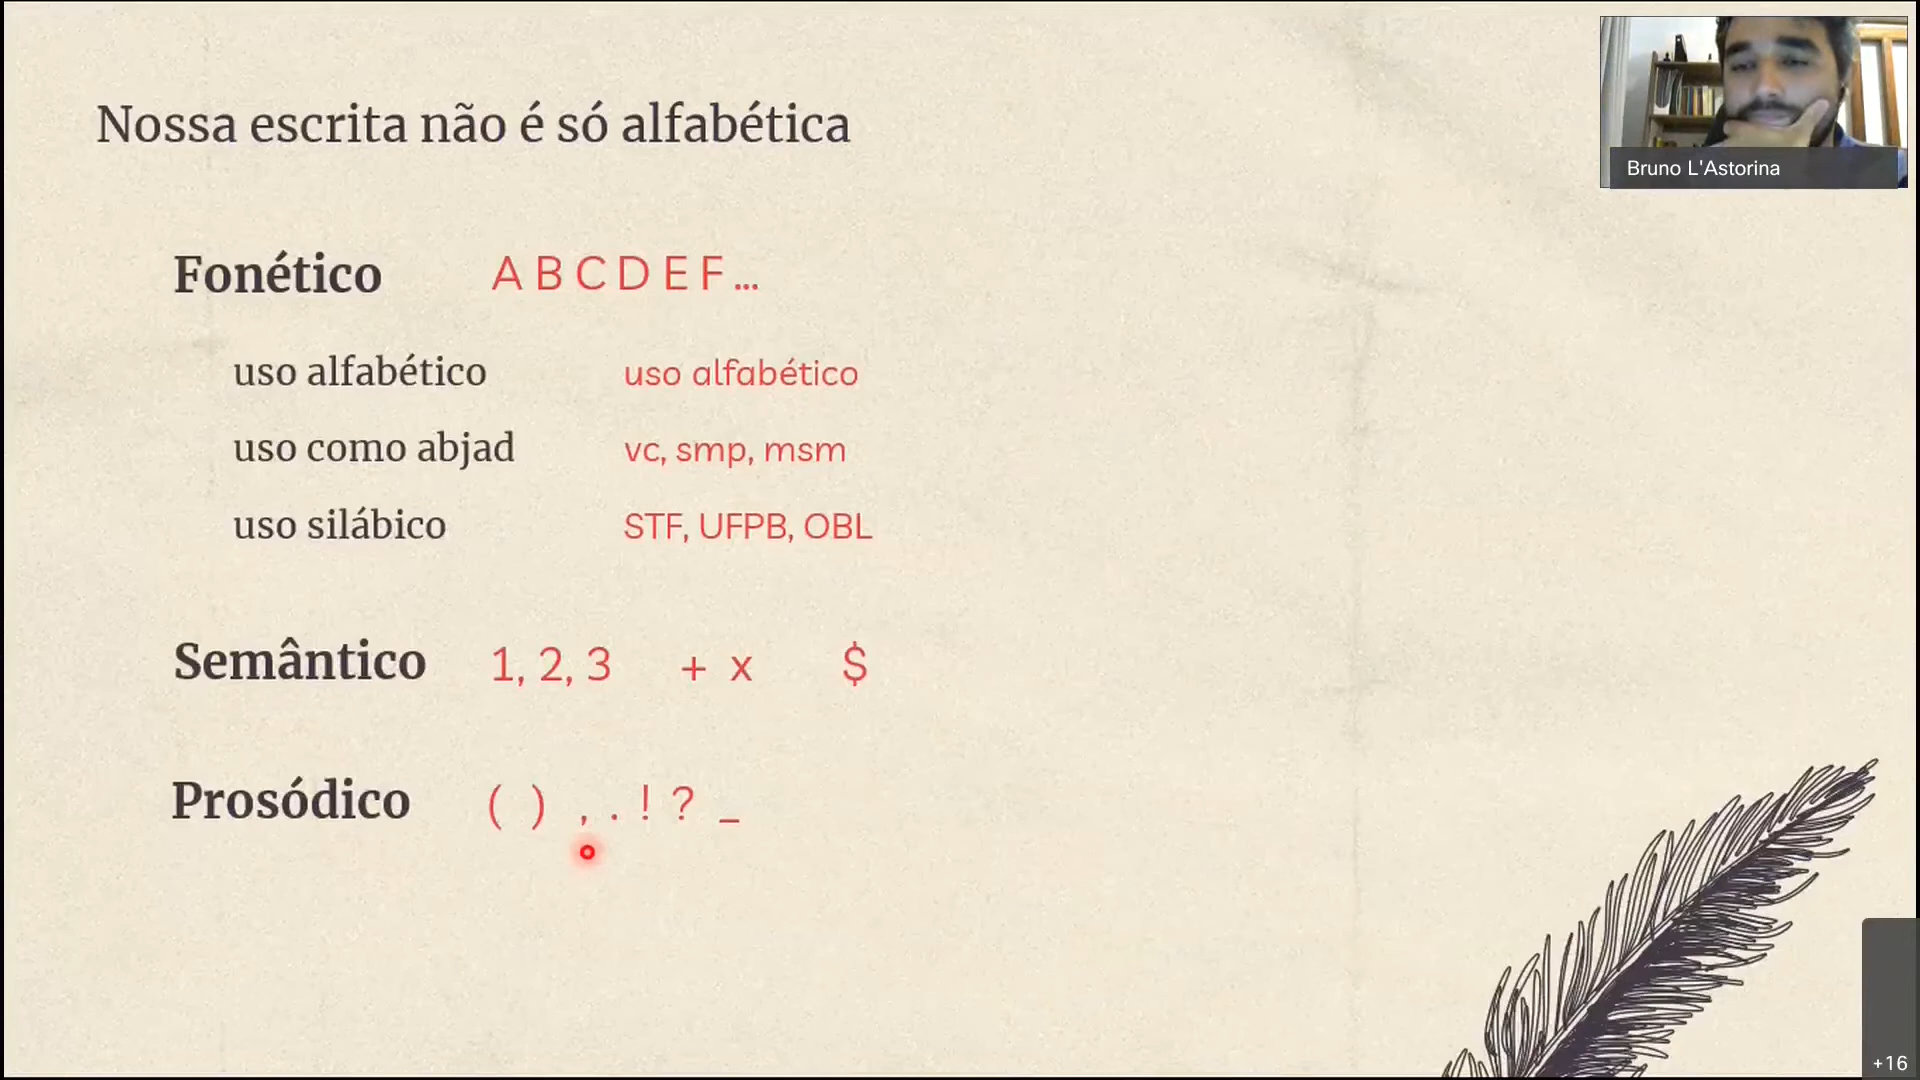 Nossa escrita não é só alfabética
Bruno L'Astorina
Fonético A B C D E F ...
uso alfabético uso alfabético
uso como abjad vc, smp, msm
uso silábico STF, UFPB, OBL
Semântico 1, 2, 3 + x $
Prosódico ( ) , . ! ? _
+16